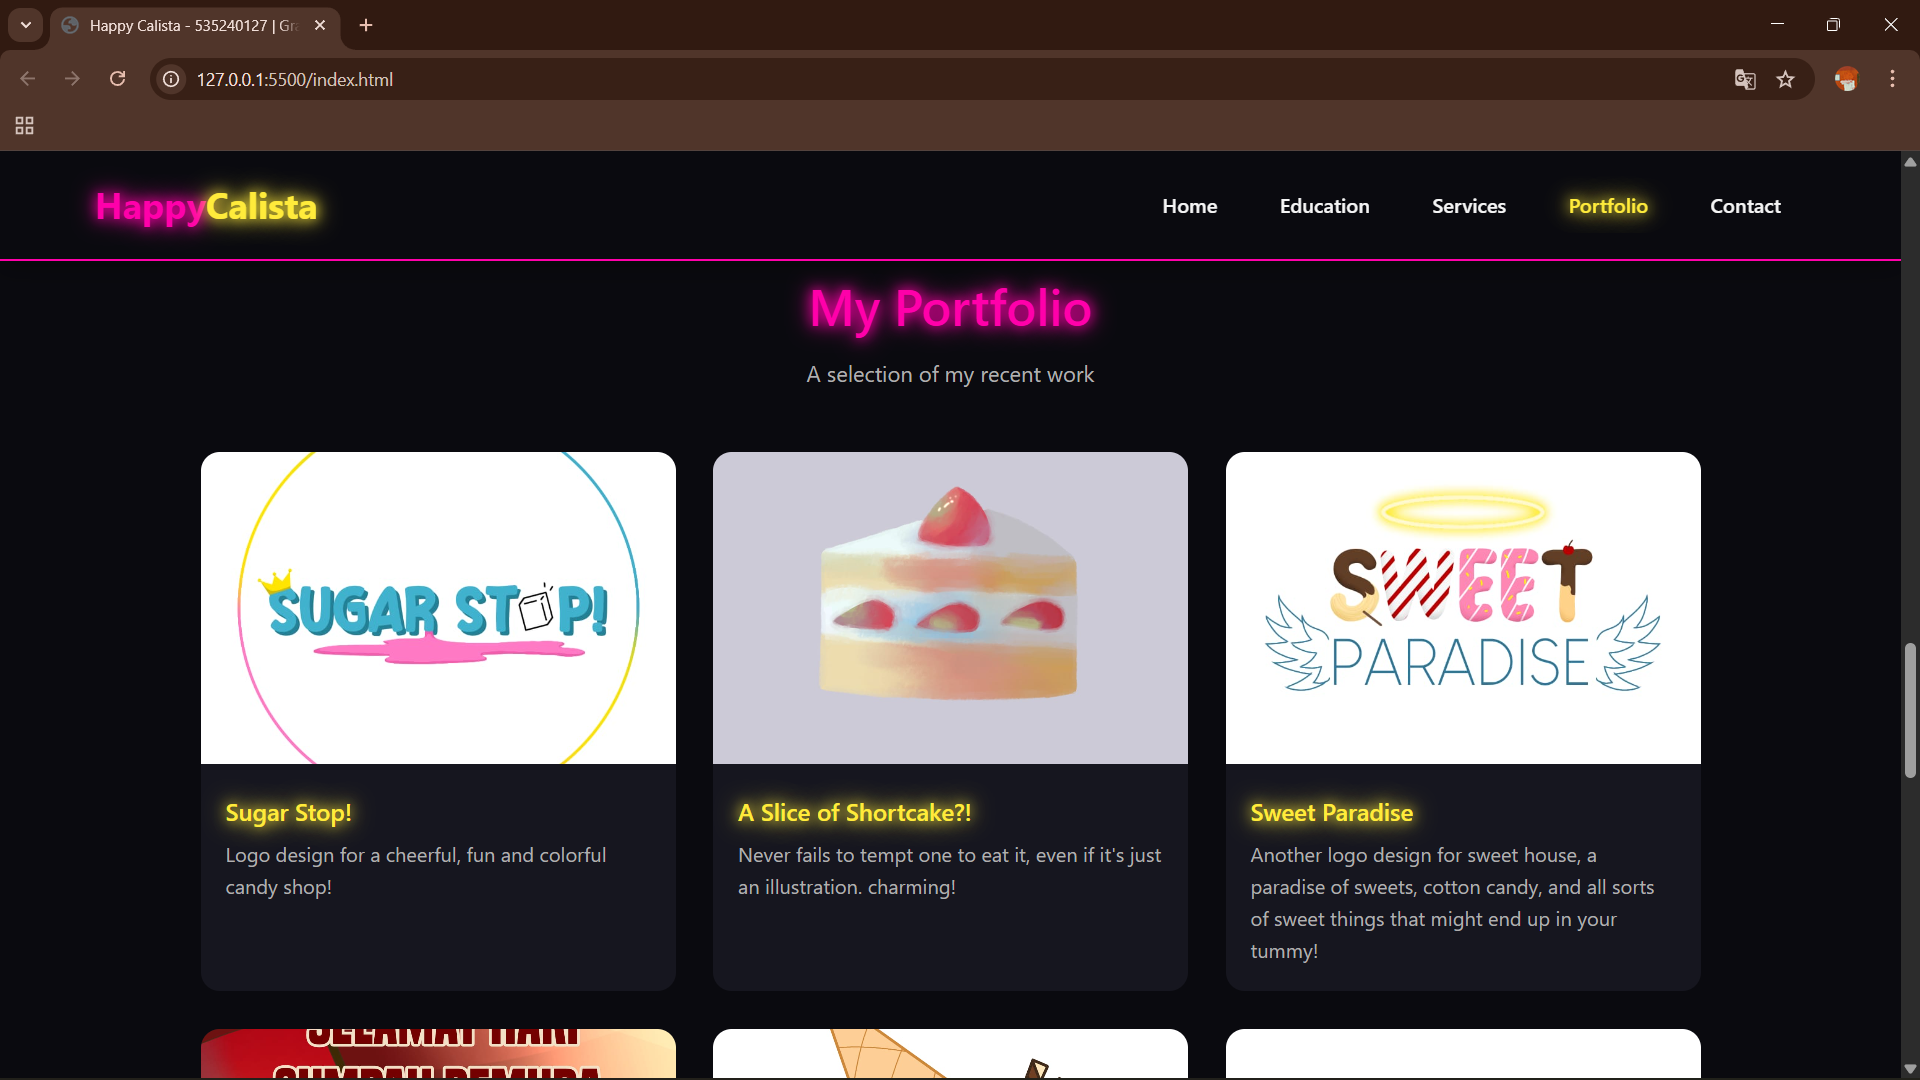 Happy Calista - 535240127 | Gr
127.0.0.1:5500/index.html
HappyCalista
Home
Education
Services
Portfolio
Contact
My Portfolio
A selection of my recent work
SUGAR STOP!
SWEET
PARADISE
Sugar Stop!
Logo design for a cheerful, fun and colorful
candy shop!
A Slice of Shortcake?!
Never fails to tempt one to eat it, even if it's just
an illustration. charming!
Sweet Paradise
Another logo design for sweet house, a
paradise of sweets, cotton candy, and all sorts
of sweet things that might end up in your
tummy!
SELAMAT HARI
SUMPAH PEMUDA